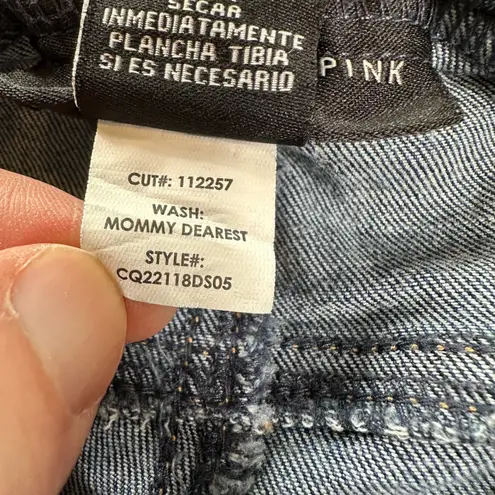 SECAR
INMEDIATAMENTE
PLANCHA TIBIA
SI ES NECESARIO
PINK
CUT#: 112257
WASH:
MOMMY DEAREST
STYLE#:
CQ22118DS05